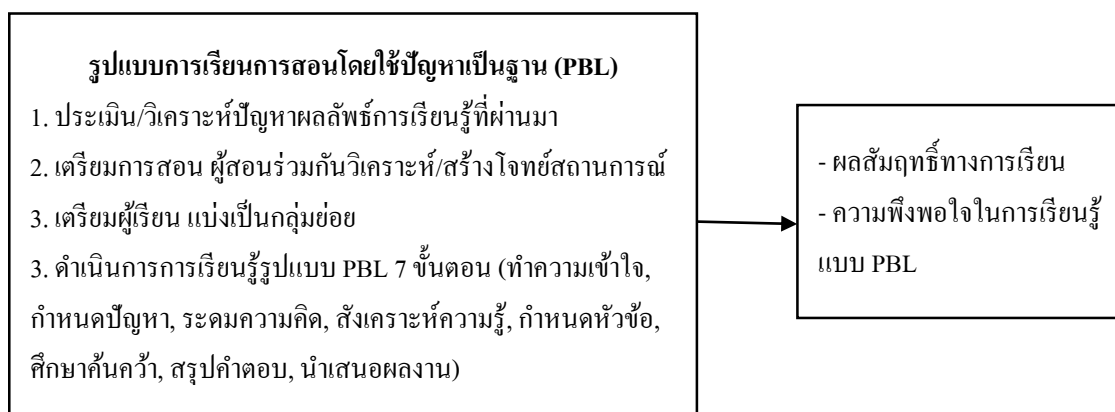 รูปแบบการเรียนการสอนโดยใช้ปัญหาเป็นฐาน (PBL)
1. ประเมิน/วิเคราะห์ปัญหาผลลัพธ์การเรียนรู้ที่ผ่านมา
2. เตรียมการสอน ผู้สอนร่วมกันวิเคราะห์/สร้างโจทย์สถานการณ์
3. เตรียมผู้เรียน แบ่งเป็นกลุ่มย่อย
3. ดำเนินการการเรียนรู้รูปแบบ PBL 7 ขั้นตอน (ทำความเข้าใจ,
กำหนดปัญหา, ระดมความคิด, สังเคราะห์ความรู้, กำหนดหัวข้อ,
ศึกษาค้นคว้า, สรุปคำตอบ, นำเสนอผลงาน)
- ผลสัมฤทธิ์ทางการเรียน
- ความพึงพอใจในการเรียนรู้
แบบ PBL